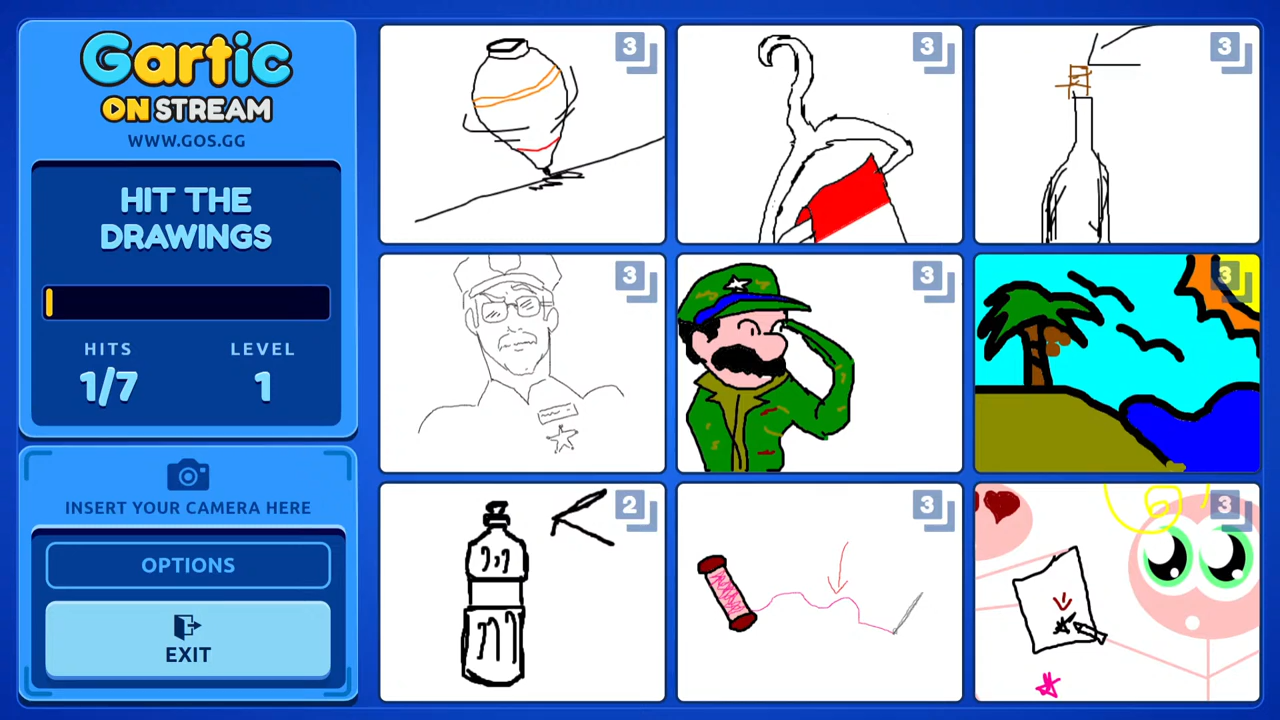 Gartic
ON STREAM
WWW.GOS.GG
HIT THE
DRAWINGS
HITS LEVEL
1/7 1
INSERT YOUR CAMERA HERE
OPTIONS
EXIT
3 3 3
3 3 3
2 3 3